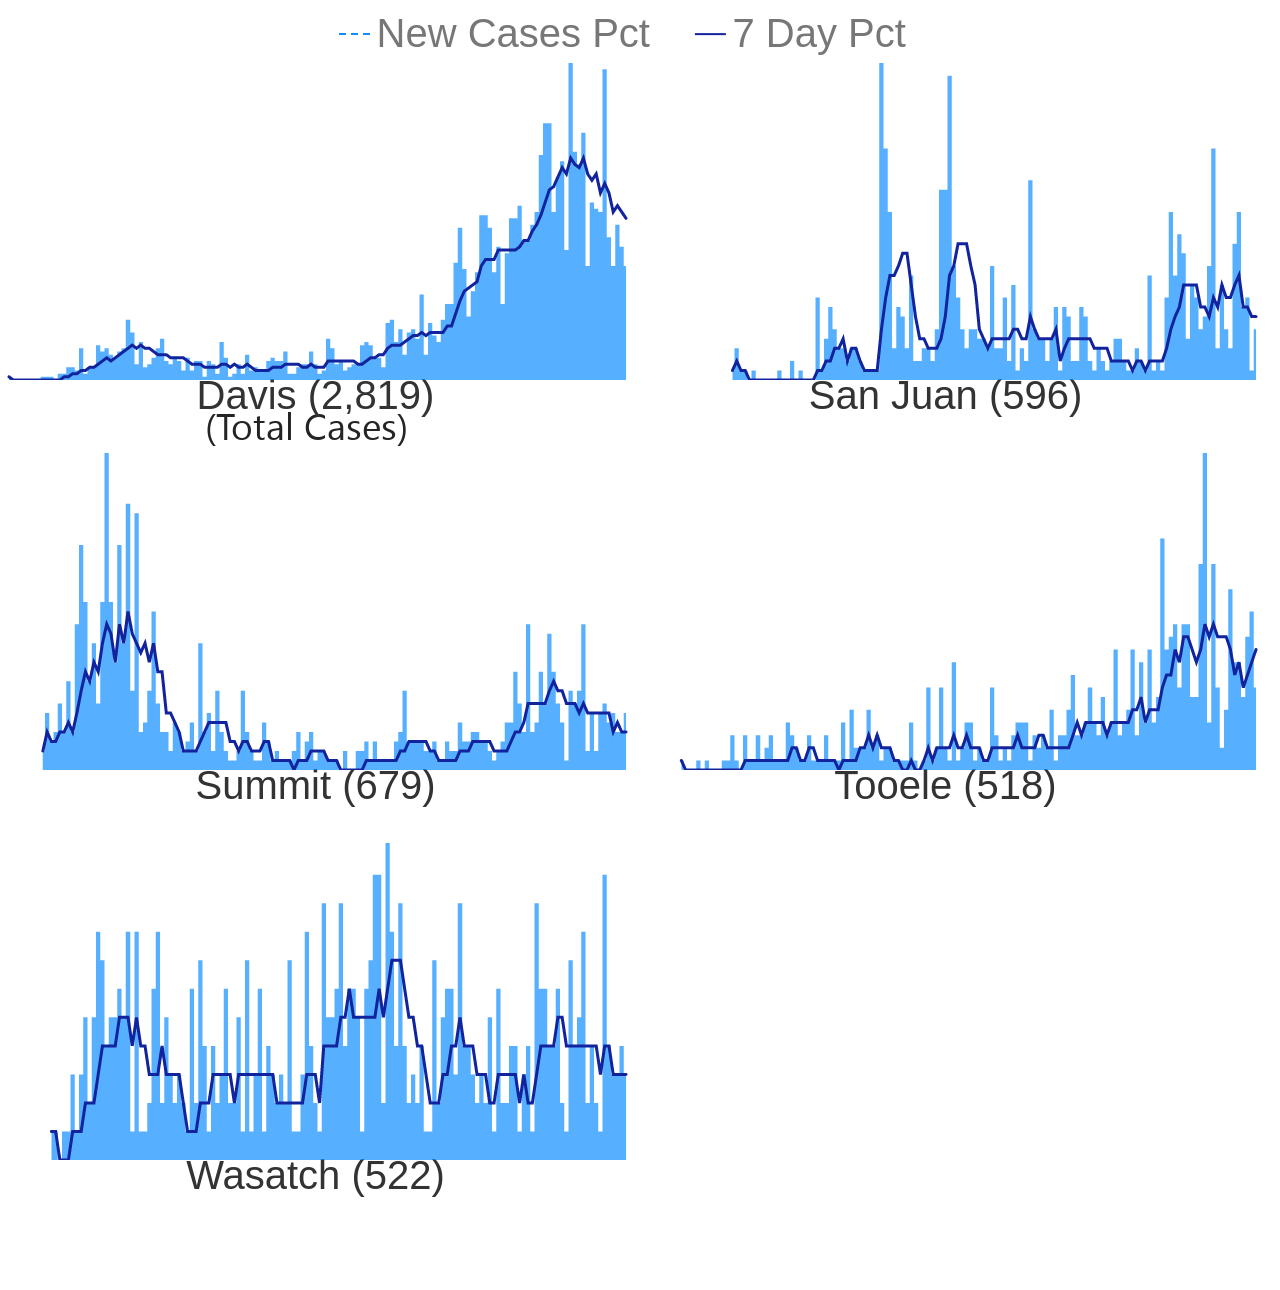 New Cases Pct 7 Day Pct
Davis (2,819)
(Total Cases)
San Juan (596)
Summit (679)
Tooele (518)
Wasatch (522)